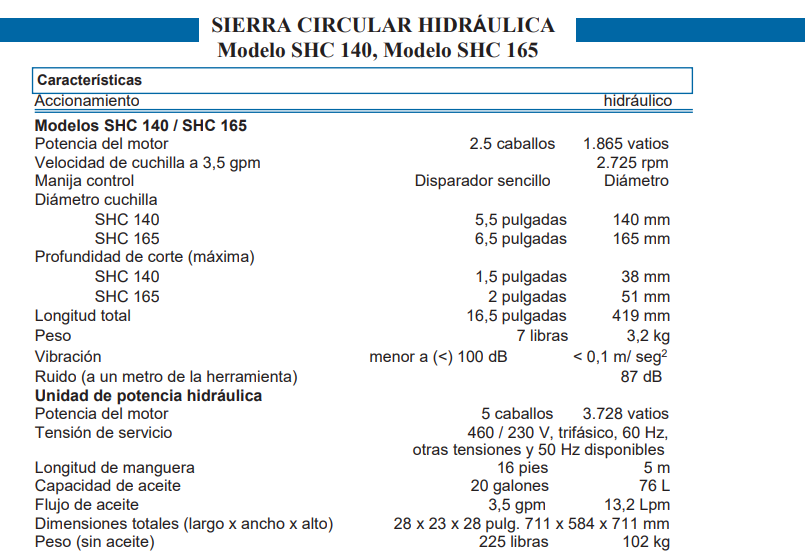 SIERRA CIRCULAR HIDRÁULICA
Modelo SHC 140, Modelo SHC 165
Características
Accionamiento hidráulico
Modelos SHC 140 / SHC 165
Potencia del motor 2.5 caballos 1.865 vatios
Velocidad de cuchilla a 3,5 gpm 2.725 rpm
Manija control Disparador sencillo Diámetro
Diámetro cuchilla
SHC 140 5,5 pulgadas 140 mm
SHC 165 6,5 pulgadas 165 mm
Profundidad de corte (máxima)
SHC 140 1,5 pulgadas 38 mm
SHC 165 2 pulgadas 51 mm
Longitud total 16,5 pulgadas 419 mm
Peso 7 libras 3,2 kg
Vibración menor a (<) 100 dB < 0,1 m/ seg²
Ruido (a un metro de la herramienta) 87 dB
Unidad de potencia hidráulica
Potencia del motor 5 caballos 3.728 vatios
Tensión de servicio 460 / 230 V, trifásico, 60 Hz,
otras tensiones y 50 Hz disponibles
Longitud de manguera 16 pies 5 m
Capacidad de aceite 20 galones 76 L
Flujo de aceite 3,5 gpm 13,2 Lpm
Dimensiones totales (largo x ancho x alto) 28 x 23 x 28 pulg. 711 x 584 x 711 mm
Peso (sin aceite) 225 libras 102 kg